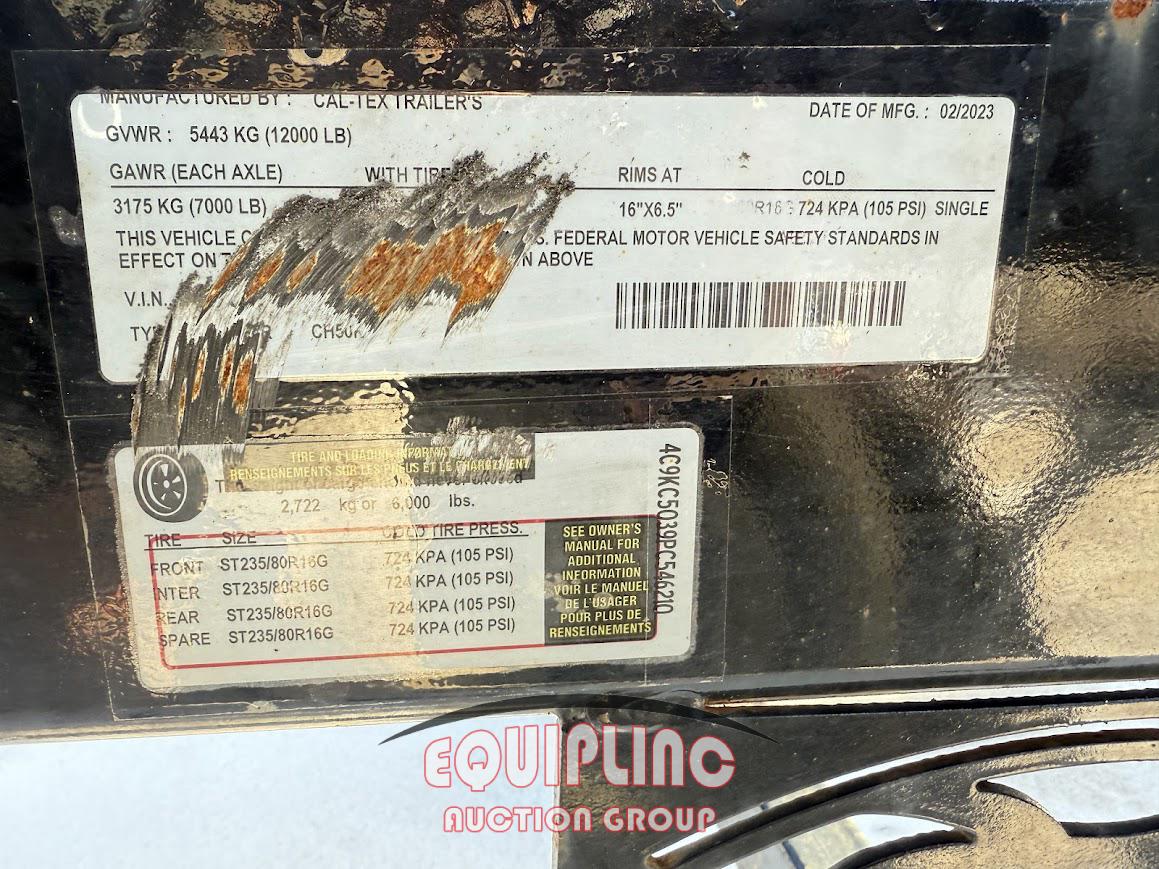 MANUFACTURED BY : CAL-TEX TRAILER'S
DATE OF MFG. : 02/2023
GVWR : 5443 KG (12000 LB)
GAWR (EACH AXLE) WITH TIRE RIMS AT COLD
3175 KG (7000 LB) 16"X6.5" R16 724 KPA (105 PSI) SINGLE
THIS VEHICLE FEDERAL MOTOR VEHICLE SAFETY STANDARDS IN
EFFECT ON ABOVE
V.I.N.
TIRE AND LOADING INFORMATION
RENSEIGNEMENTS SUR LES PNEUS ET LE CHARGEMENT
2,722 kg or 6,000 lbs.
TIRE SIZE COLD TIRE PRESS.
FRONT ST235/80R16G 724 KPA (105 PSI)
NTER ST235/80R16G 724 KPA (105 PSI)
REAR ST235/80R16G 724 KPA (105 PSI)
SPARE ST235/80R16G 724 KPA (105 PSI)
SEE OWNER'S
MANUAL FOR
ADDITIONAL
INFORMATION
VOIR LE MANUEL
DE L'USAGER
POUR PLUS DE
RENSEIGNEMENTS
4C9KC5039PC546210
EQUIPLINC
AUCTION GROUP